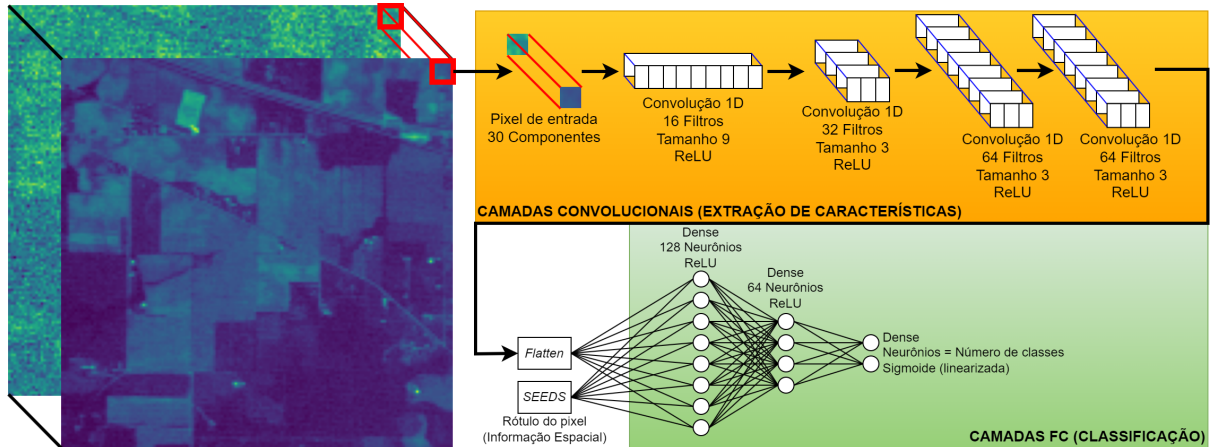 Pixel de entrada
30 Componentes
Convolução 1D
16 Filtros
Tamanho 9
ReLU
Convolução 1D
32 Filtros
Tamanho 3
ReLU
Convolução 1D
64 Filtros
Tamanho 3
ReLU
Convolução 1D
64 Filtros
Tamanho 3
ReLU
CAMADAS CONVOLUCIONAIS (EXTRAÇÃO DE CARACTERÍSTICAS)
Dense
128 Neurônios
ReLU
Dense
64 Neurônios
ReLU
Flatten
SEEDS
Rótulo do pixel
(Informação Espacial)
Dense
Neurônios = Número de classes
Sigmoide (linearizada)
CAMADAS FC (CLASSIFICAÇÃO)